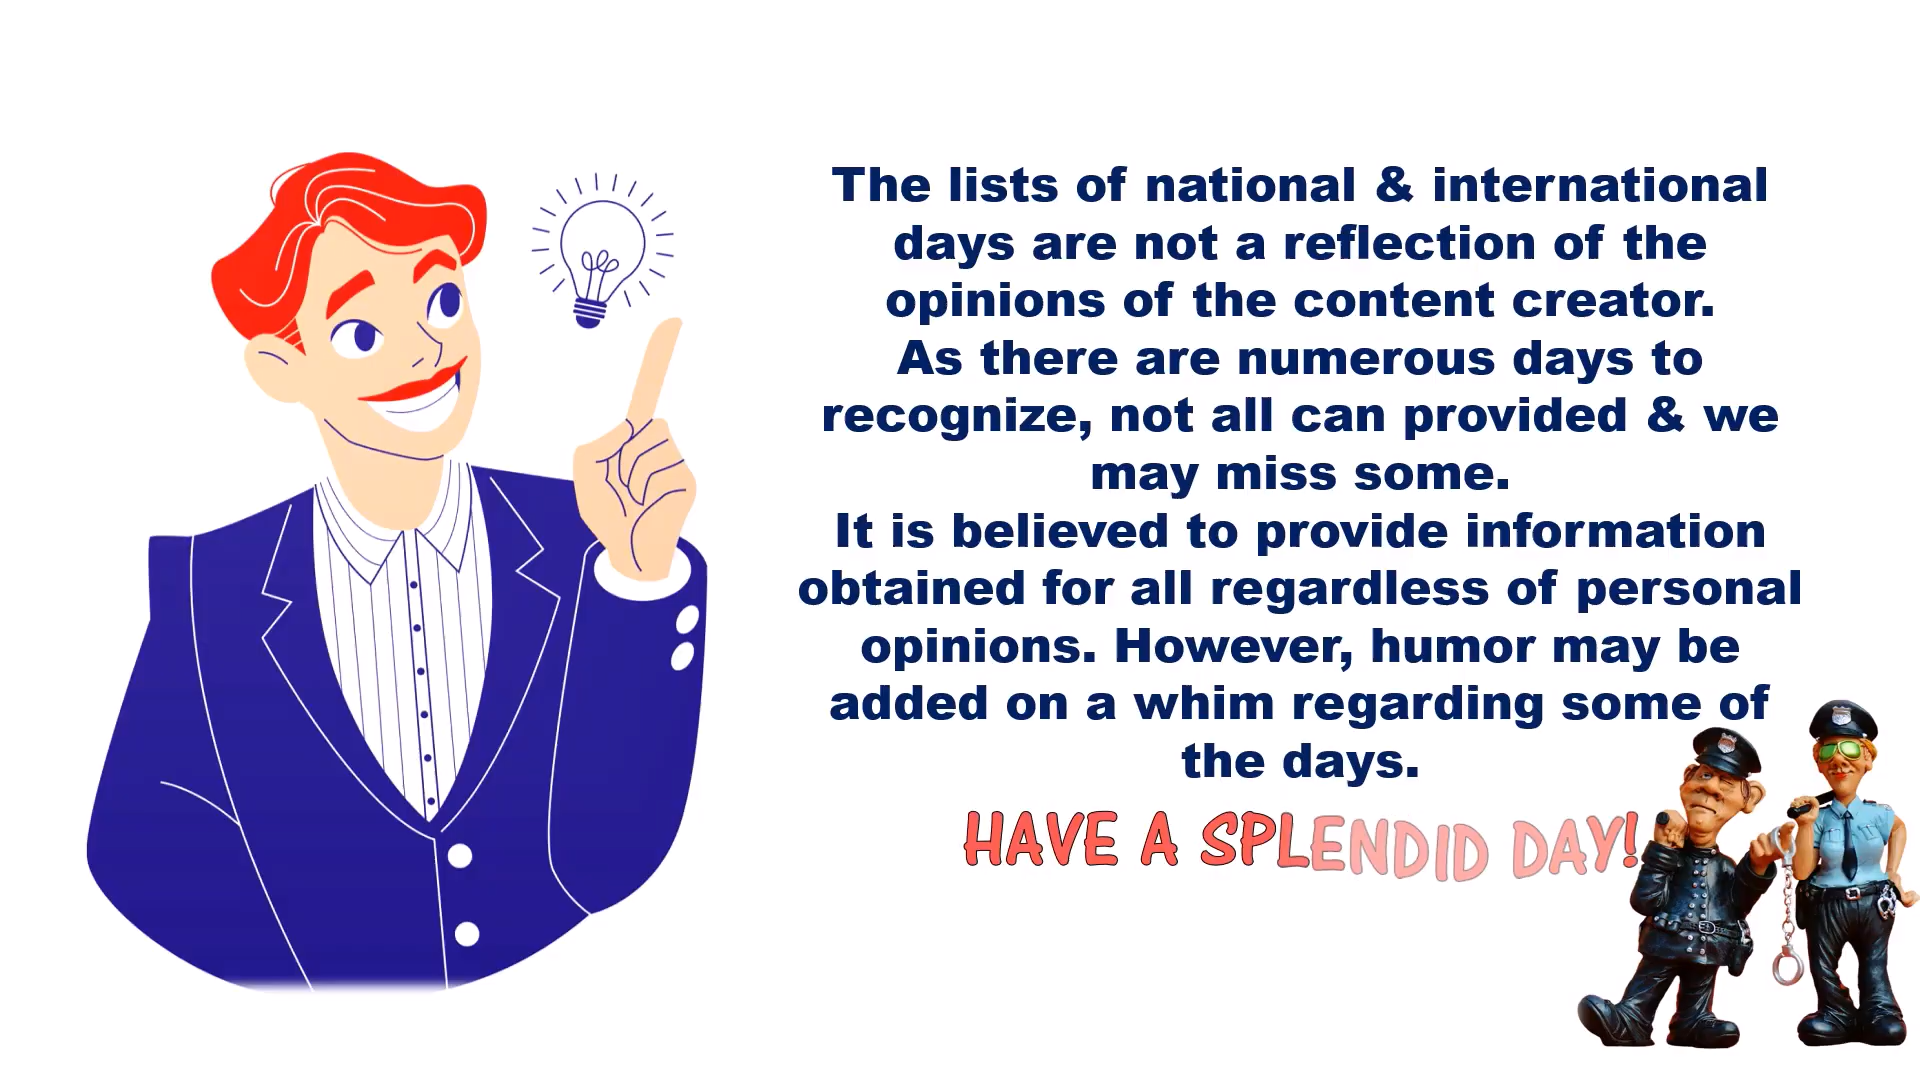 The lists of national & international
days are not a reflection of the
opinions of the content creator.
As there are numerous days to
recognize, not all can provided & we
may miss some.
It is believed to provide information
obtained for all regardless of personal
opinions. However, humor may be
added on a whim regarding some of
the days.
HAVE A SPLENDID DAY!